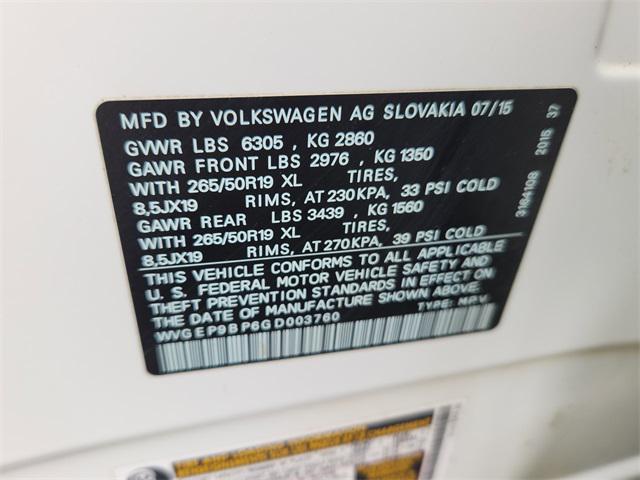 MFD BY VOLKSWAGEN AG SLOVAKIA 07/15
GVWR LBS 6305 , KG 2860
GAWR FRONT LBS 2976 , KG 1350
WITH 265/50R19 XL TIRES,
8,5JX19 RIMS, AT 230KPA, 33 PSI COLD
GAWR REAR LBS 3439 , KG 1560
WITH 265/50R19 XL TIRES,
8,5JX19 RIMS, AT 270KPA, 39 PSI COLD
THIS VEHICLE CONFORMS TO ALL APPLICABLE
U. S. FEDERAL MOTOR VEHICLE SAFETY AND
THEFT PREVENTION STANDARDS IN EFFECT ON
THE DATE OF MANUFACTURE SHOWN ABOVE.
WVGEP9BP6GD003760 TYPE: MPV
3164108 2015 37